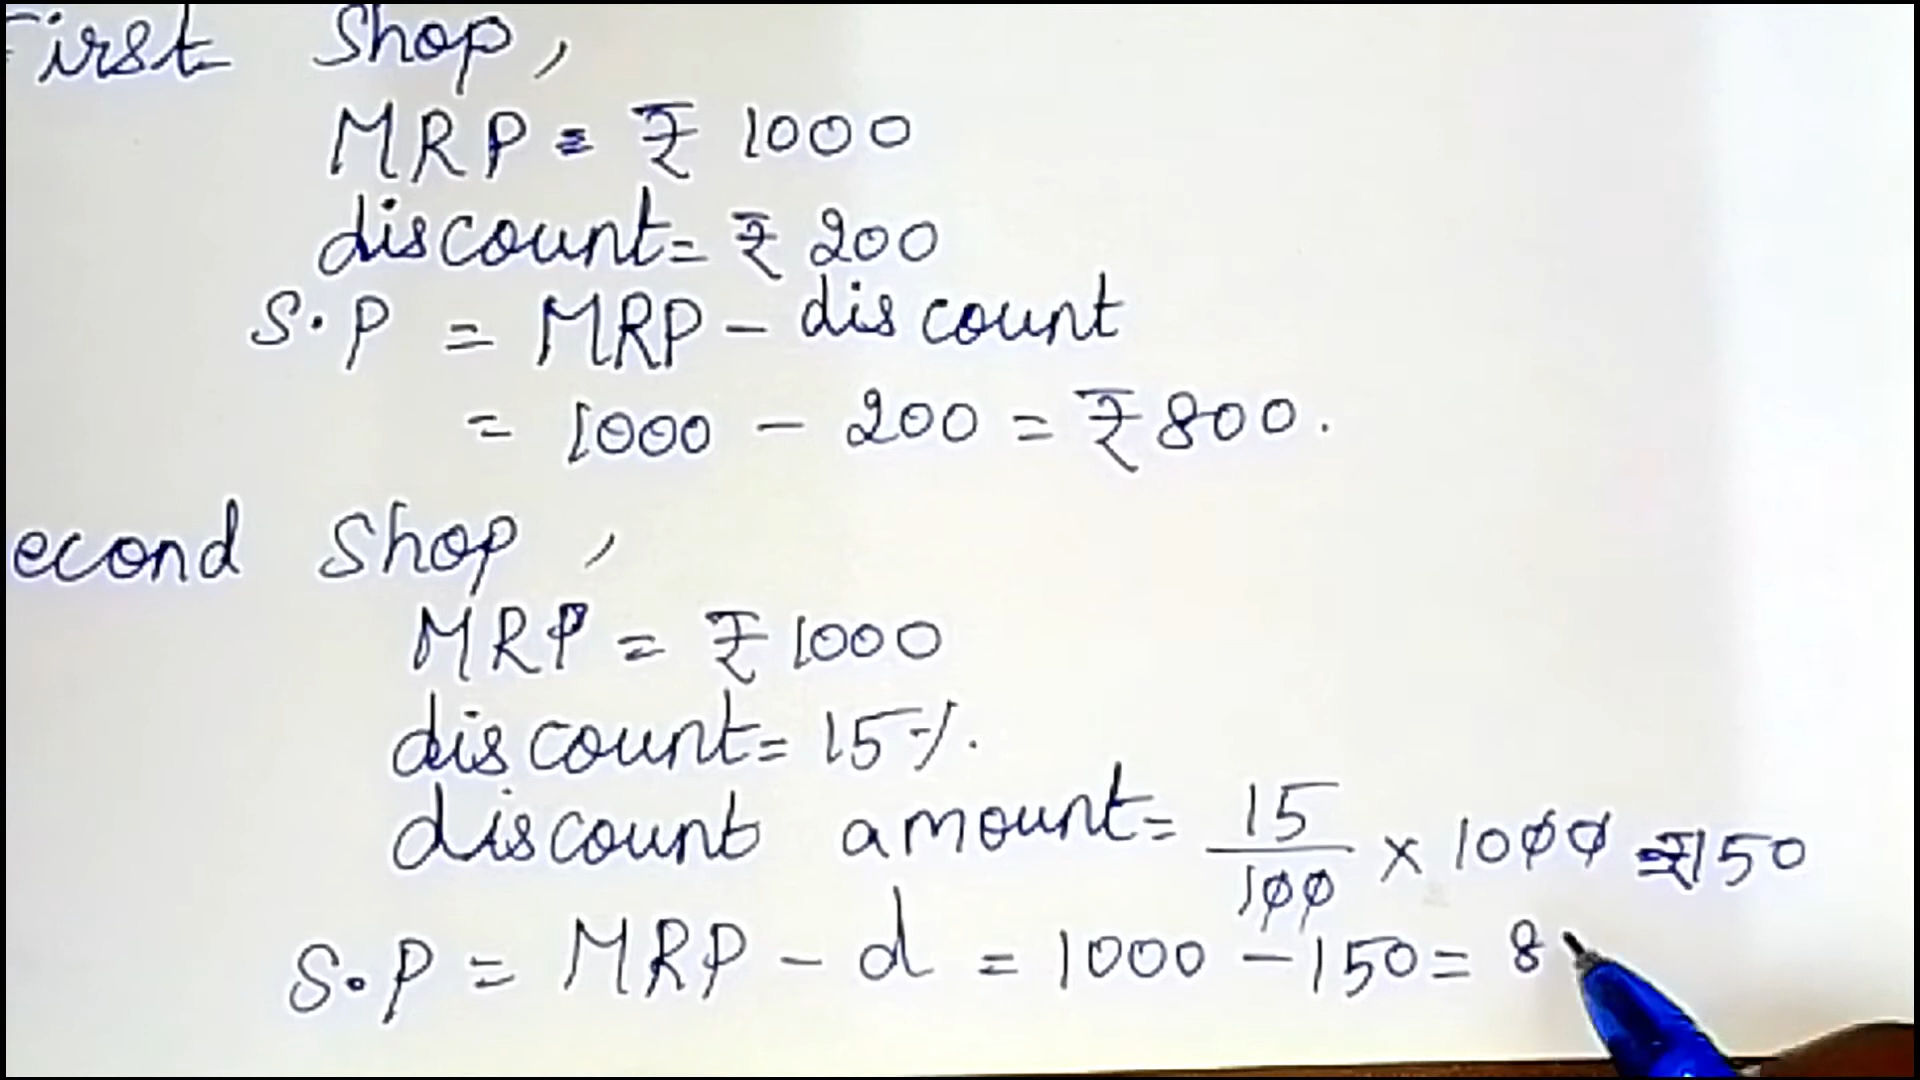 First Shop,
MRP = ₹ 1000
discount = ₹ 200
S.P = MRP - discount
= 1000 - 200 = ₹800.
econd Shop,
MRP = ₹1000
discount = 15%.
discount amount = 15/100 × 1000 = ₹150
S.P = MRP - d = 1000 - 150 = 8